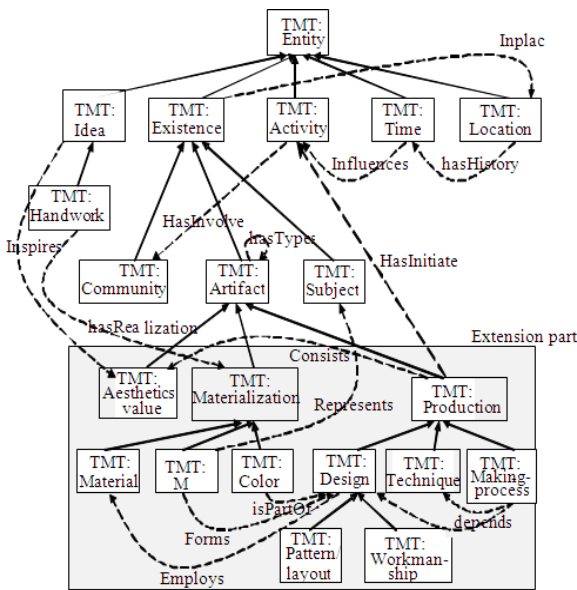 TMT:
Entity
Inplac
TMT:
Idea
TMT:
Existence
TMT:
Activity
TMT:
Time
TMT:
Location
Influences
hasHistory
TMT:
Handwork
HasInvolve
hasTypes
Inspires
HasInitiate
TMT:
Community
TMT:
Artifact
TMT:
Subject
hasRea lization
Extension part
Consists
TMT:
Aesthetics
value
TMT:
Materialization
Represents
TMT:
Production
TMT:
Material
TMT:
M
TMT:
Color
TMT:
Design
TMT:
Technique
TMT:
Making-
process
isPartOf
depends
Forms
TMT:
Pattern/
layout
TMT:
Workman-
ship
Employs